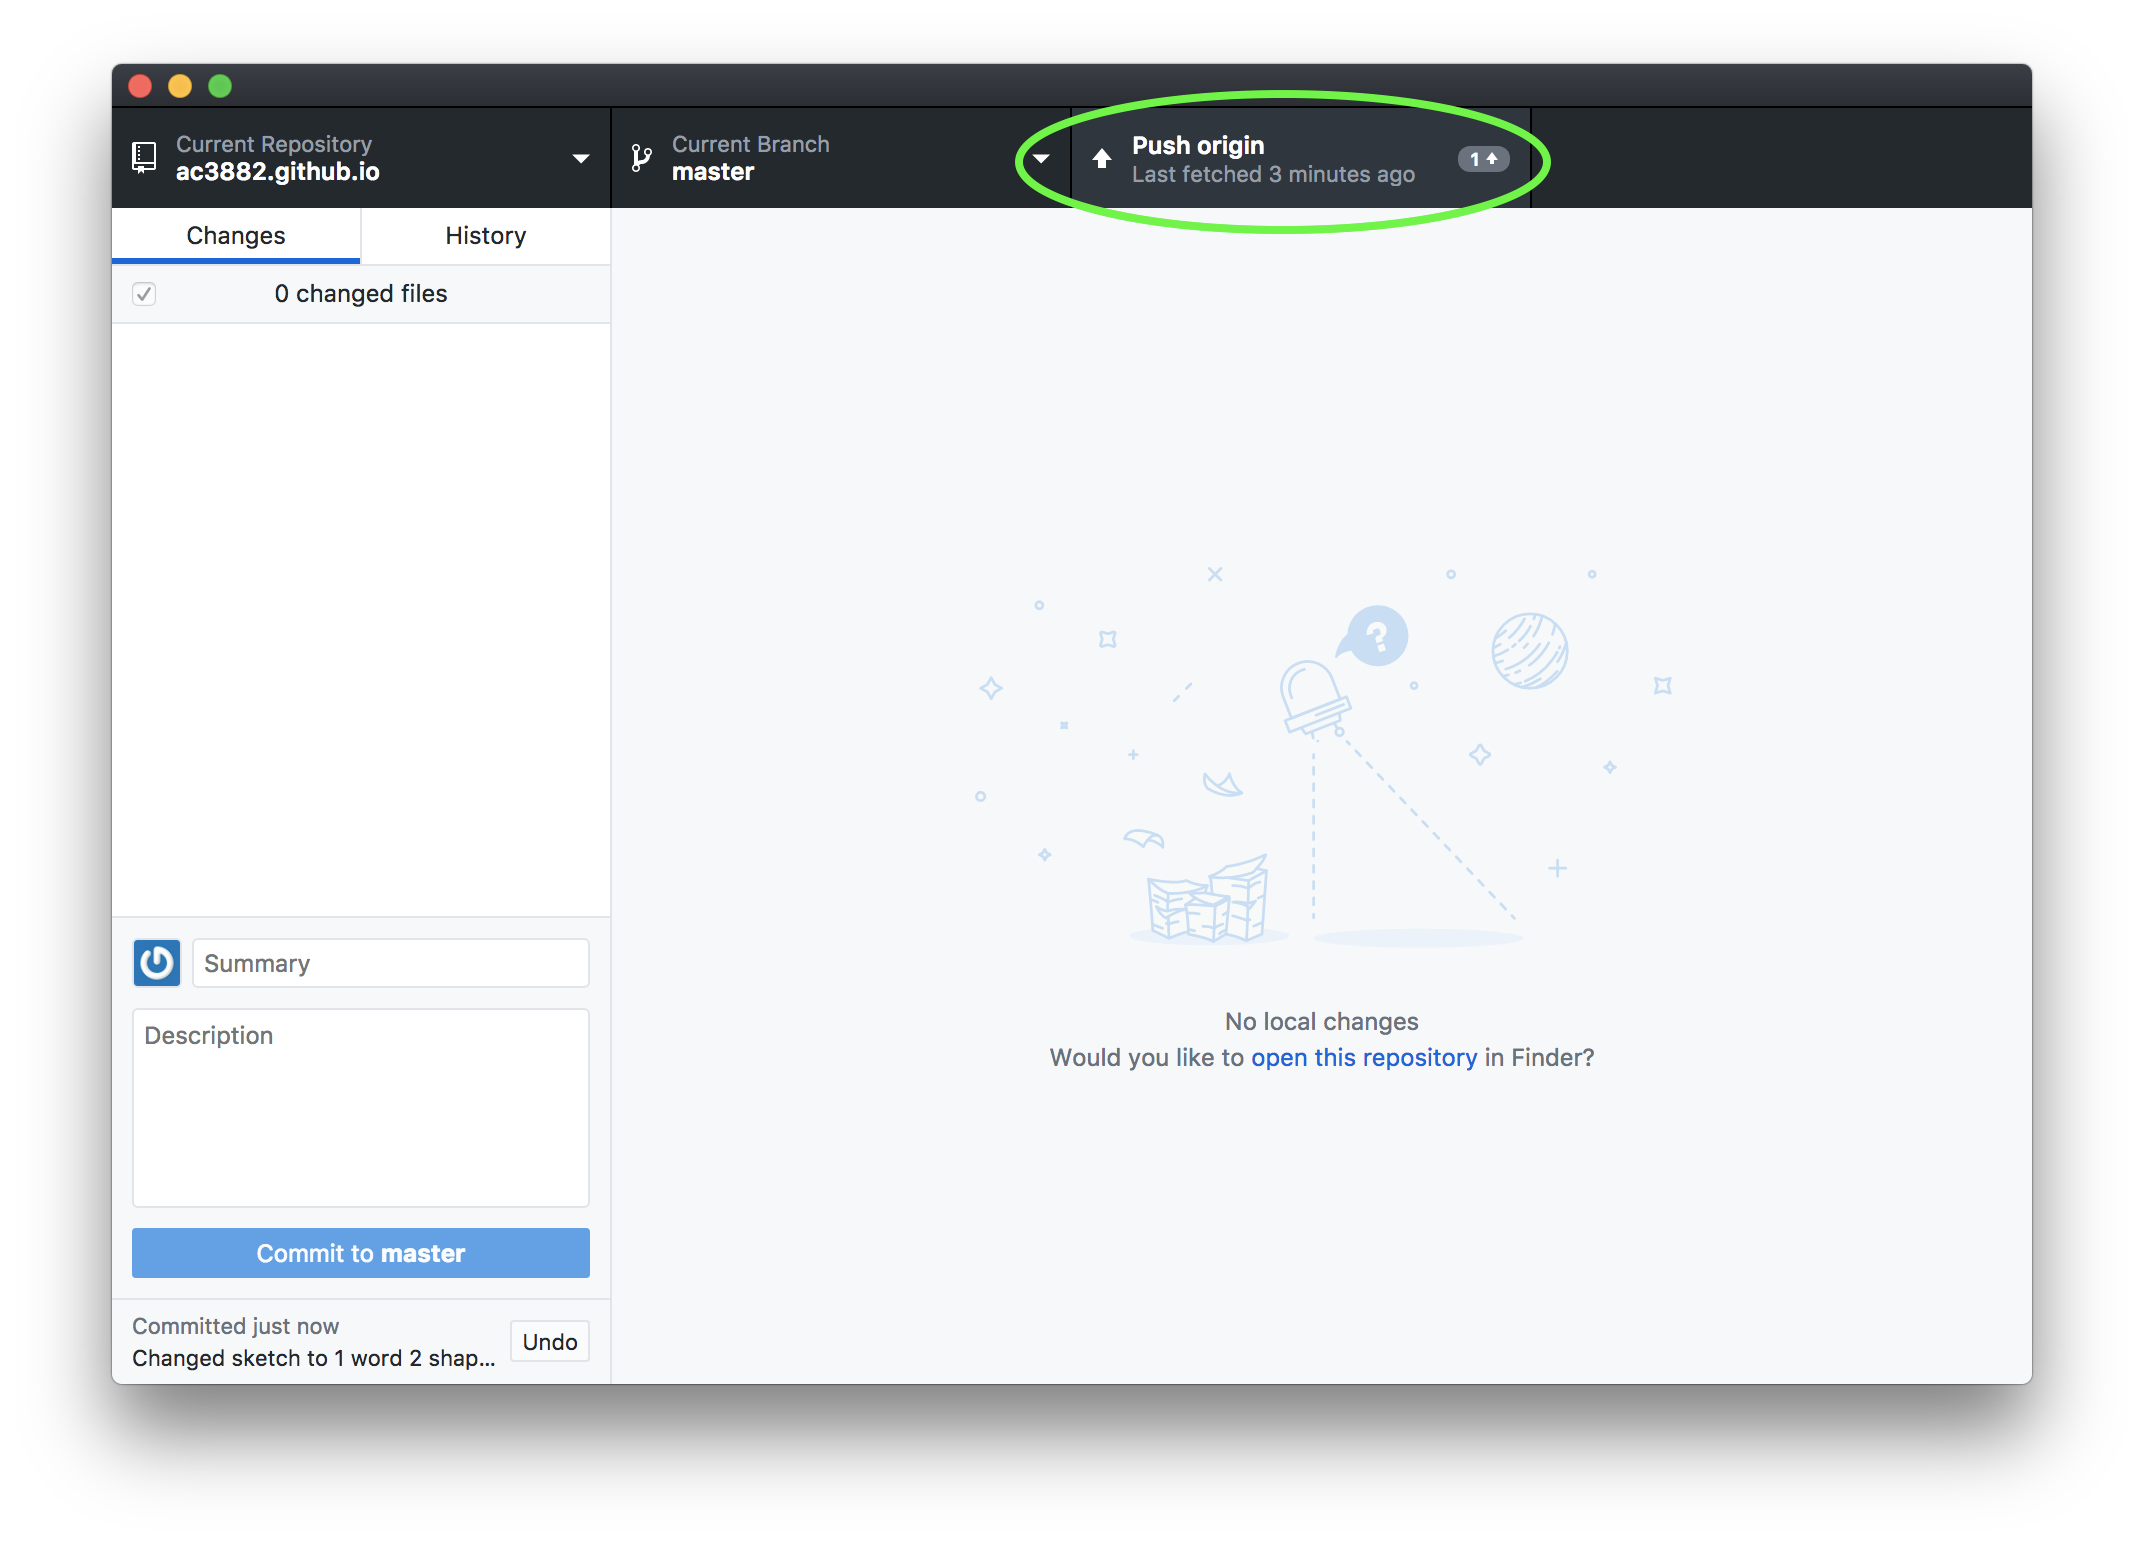 Current Repository
ac3882.github.io
Current Branch
master
Push origin
Last fetched 3 minutes ago
1
Changes
History
0 changed files
?
No local changes
Would you like to open this repository in Finder?
Summary
Description
Commit to master
Committed just now
Changed sketch to 1 word 2 shap...
Undo